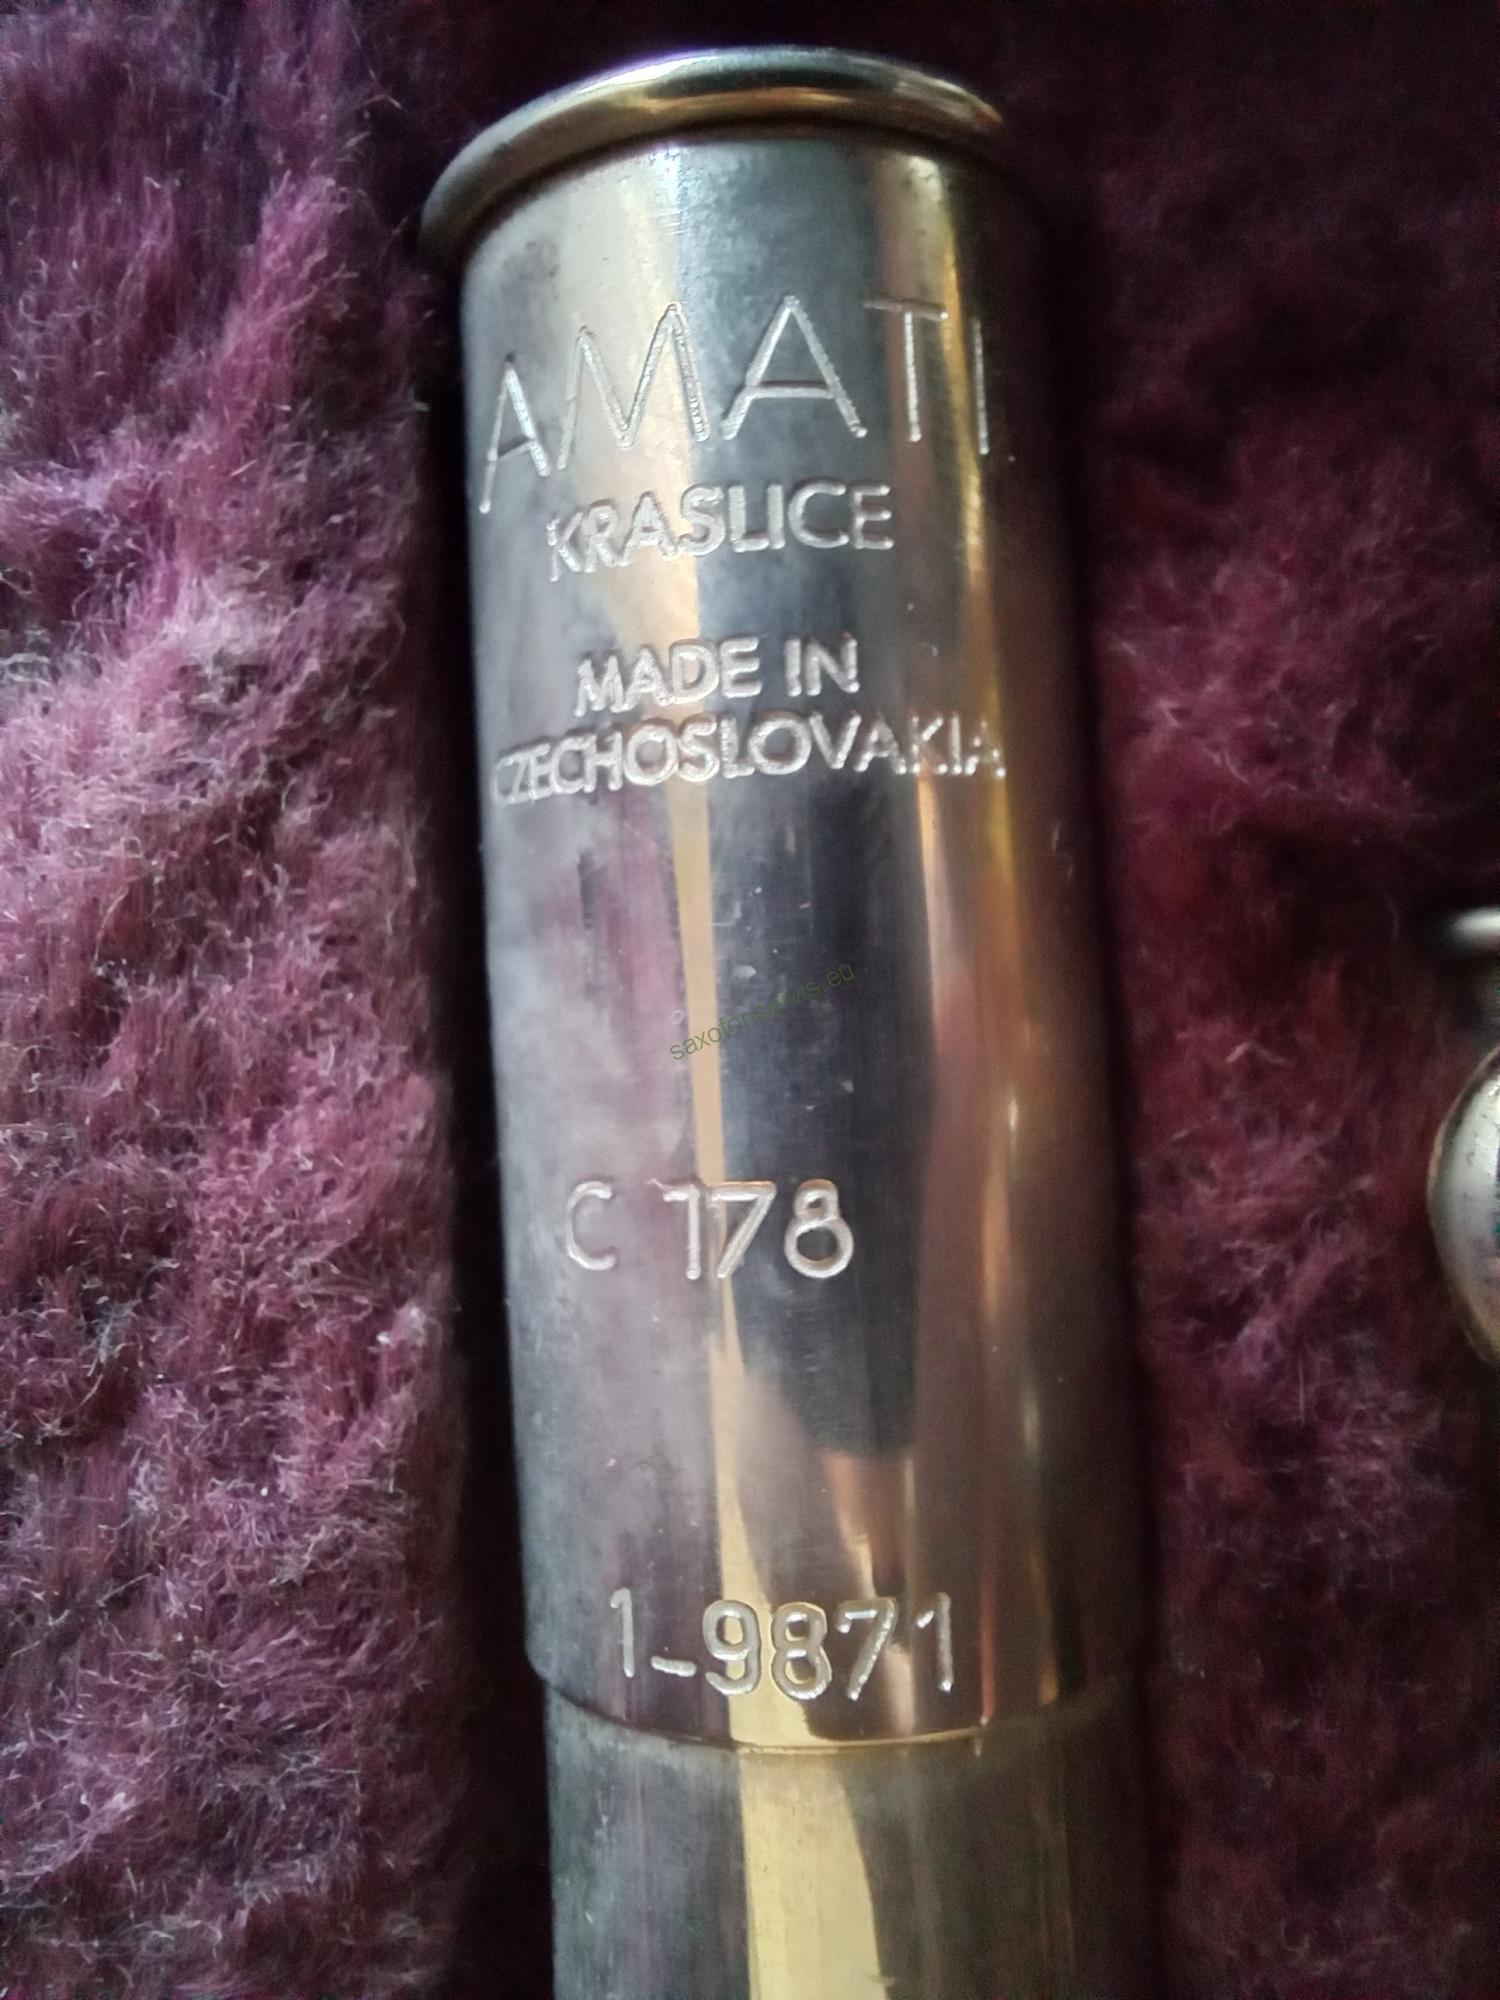 AMATI
KRASLICE
MADE IN
CZECHOSLOVAKIA
saxofonservis.eu
C 178
1-9871